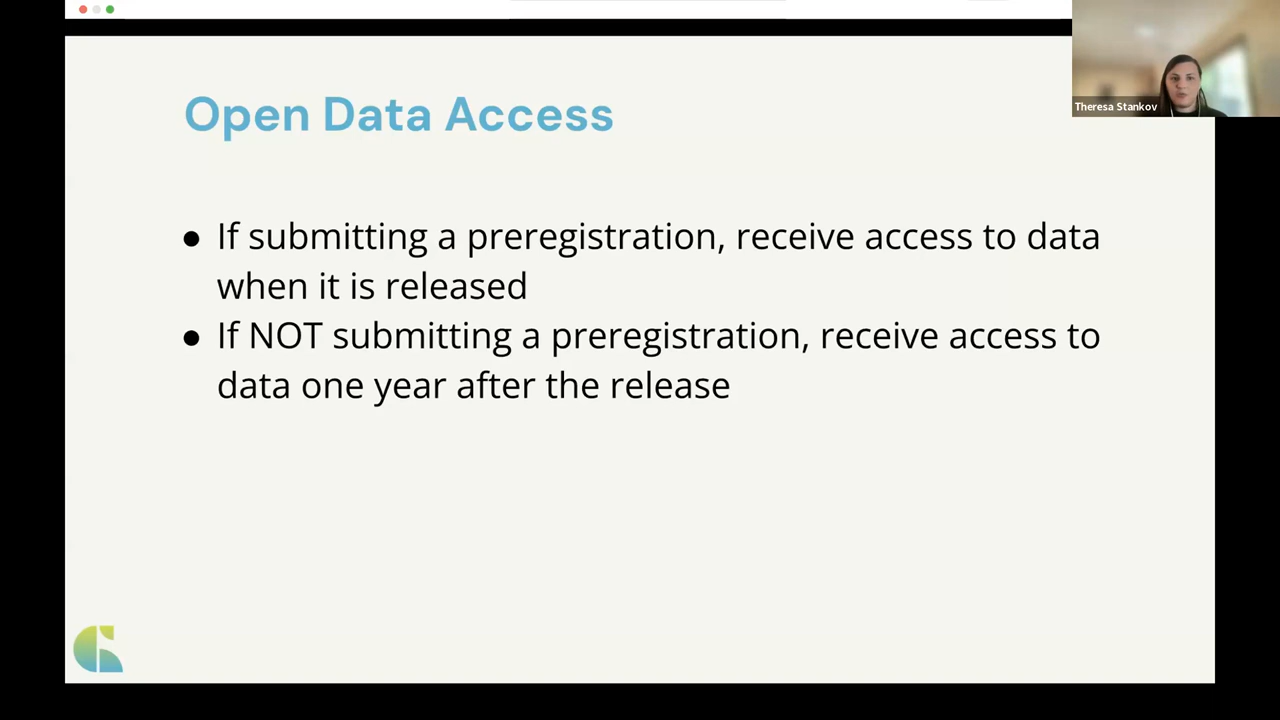 Open Data Access
Theresa Stankov
● If submitting a preregistration, receive access to data
when it is released
● If NOT submitting a preregistration, receive access to
data one year after the release